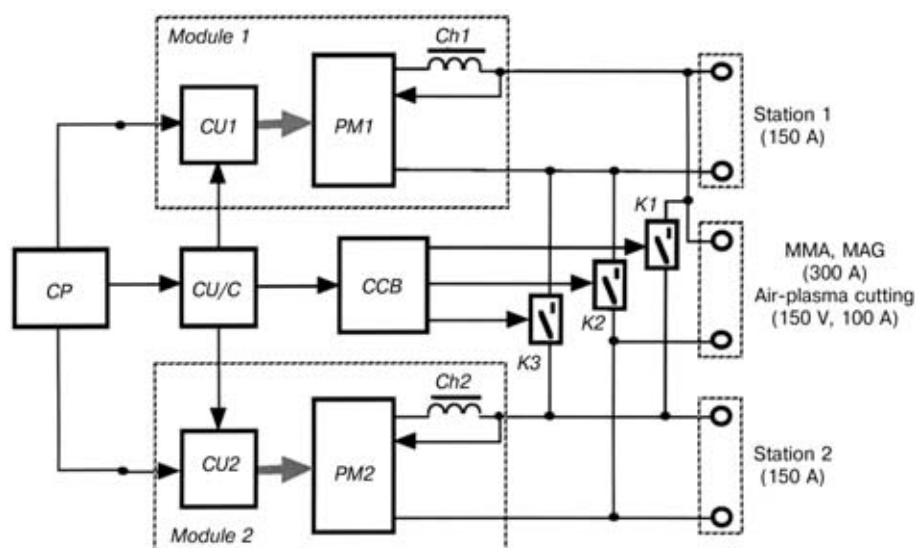 Module 1
Ch1
CU1
PM1
Station 1
(150 A)
K1
CP
CU/C
CCB
K2
K3
MMA, MAG
(300 A)
Air-plasma cutting
(150 V, 100 A)
Ch2
CU2
PM2
Station 2
(150 A)
Module 2